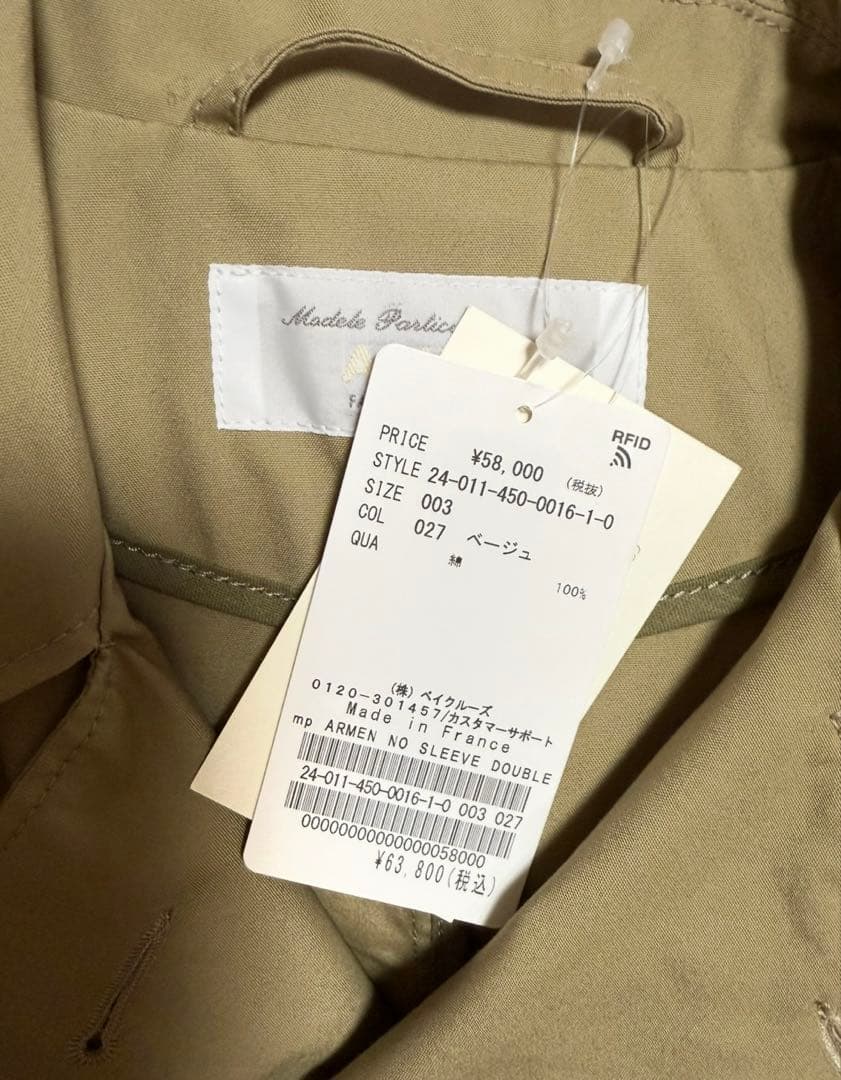 Modele
RFID
PRICE ¥58,000 (税抜)
STYLE 24-011-450-0016-1-0
SIZE 003
COL 027 ベージュ
QUA 綿 100%
(株) ベイクルーズ
0120-301457/カスタマーサポート
Made in France
mp ARMEN NO SLEEVE DOUBLE
24-011-450-0016-1-0 003 027
0000000000000000058000
¥63,800(税込)